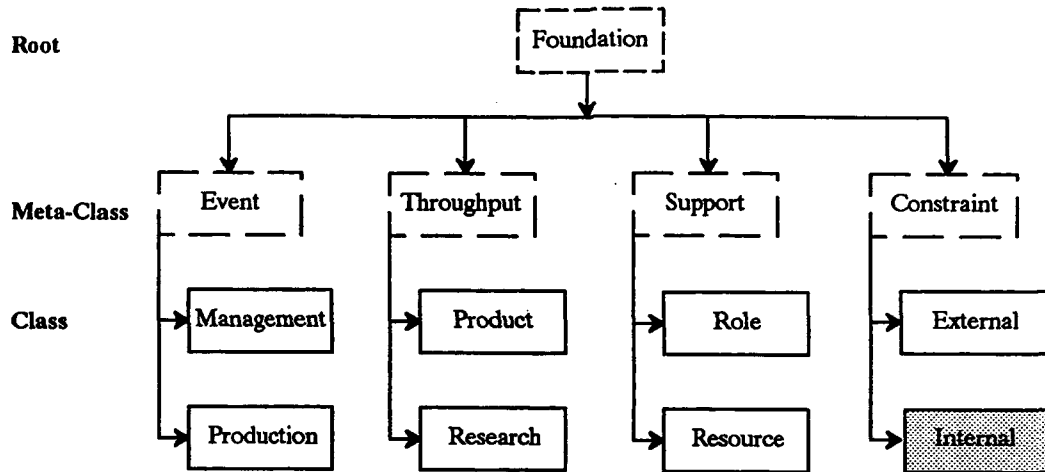 Root
Foundation
Meta-Class
Event
Throughput
Support
Constraint
Class
Management
Product
Role
External
Production
Research
Resource
Internal